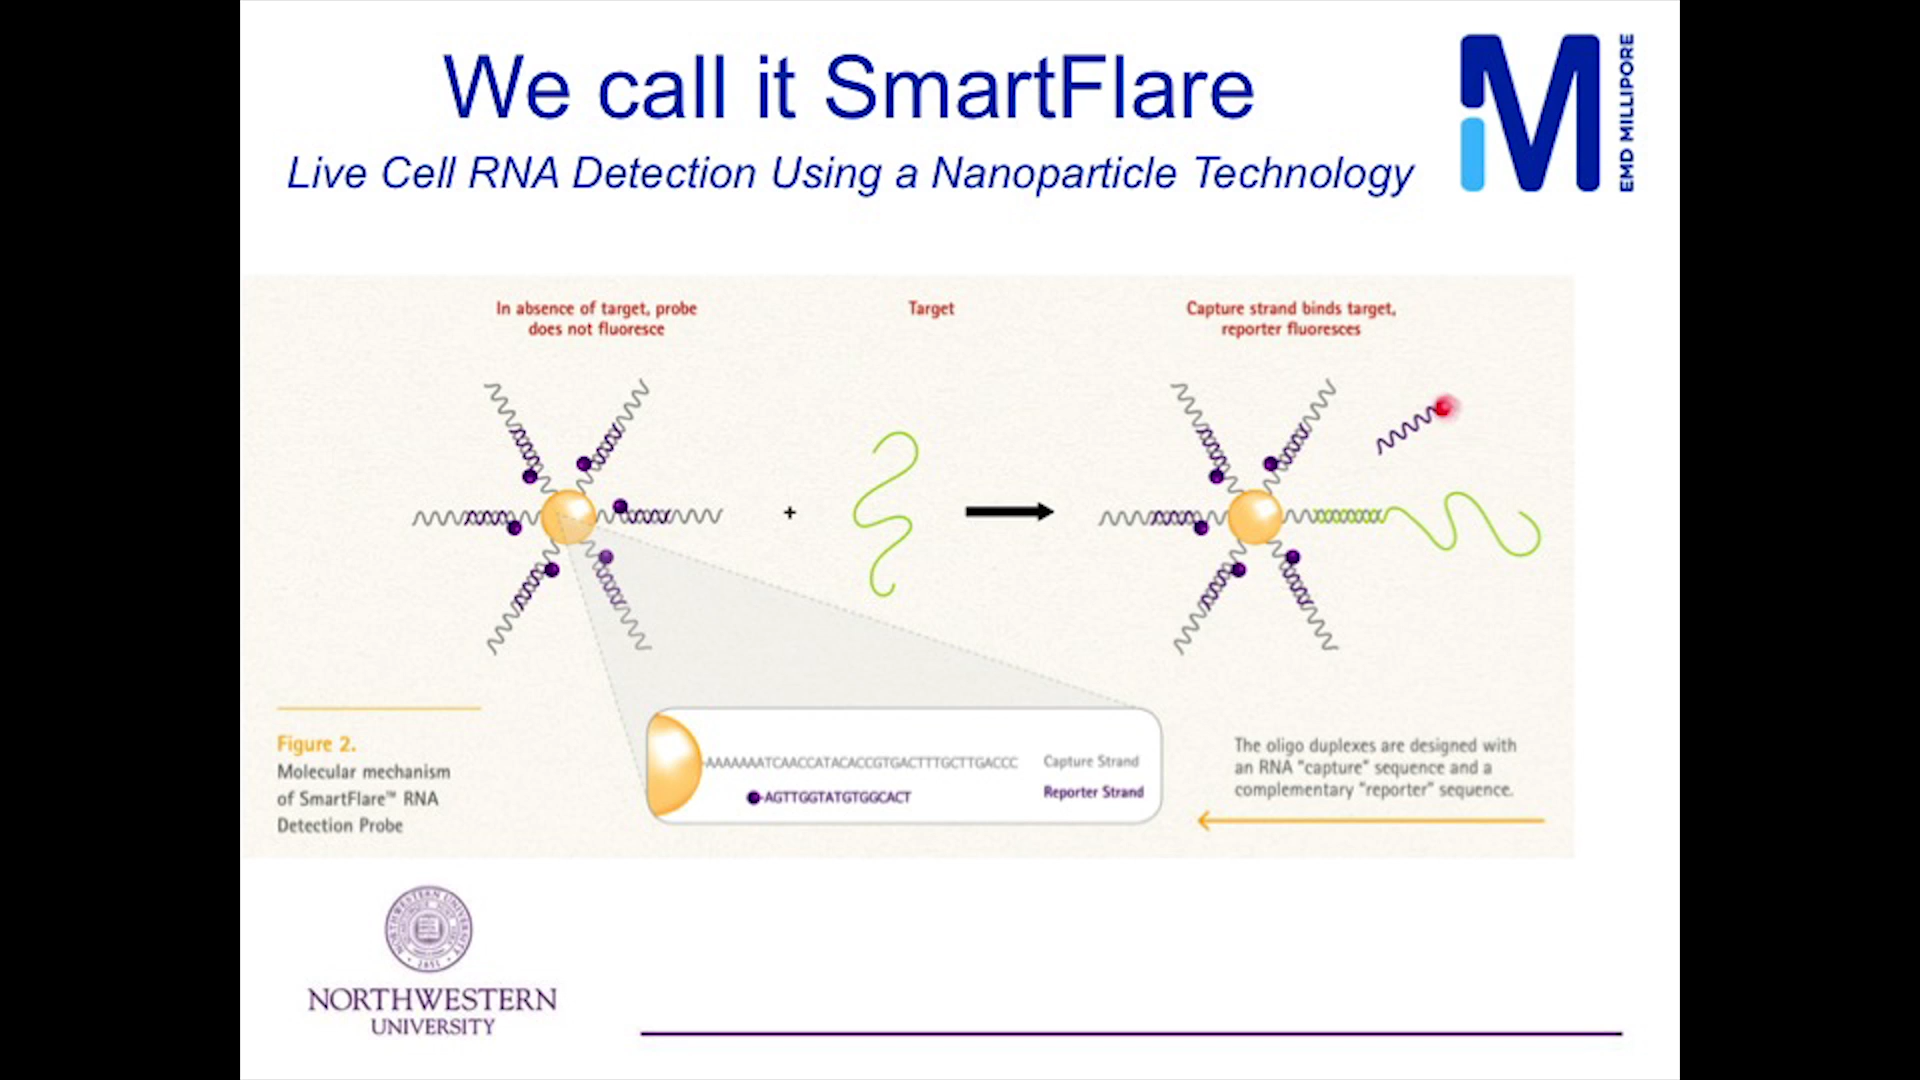 We call it SmartFlare
Live Cell RNA Detection Using a Nanoparticle Technology
EMD MILLIPORE
In absence of target, probe
does not fluoresce
Target
Capture strand binds target,
reporter fluoresces
+
-AAAAAAATCAACCATACACCGTGACTTTGCTTGACCC Capture Strand
-AGTTGGTATGTGGCACT Reporter Strand
Figure 2.
Molecular mechanism
of SmartFlare™ RNA
Detection Probe
The oligo duplexes are designed with
an RNA "capture" sequence and a
complementary "reporter" sequence.
NORTHWESTERN UNIVERSITY
1851
NORTHWESTERN
UNIVERSITY